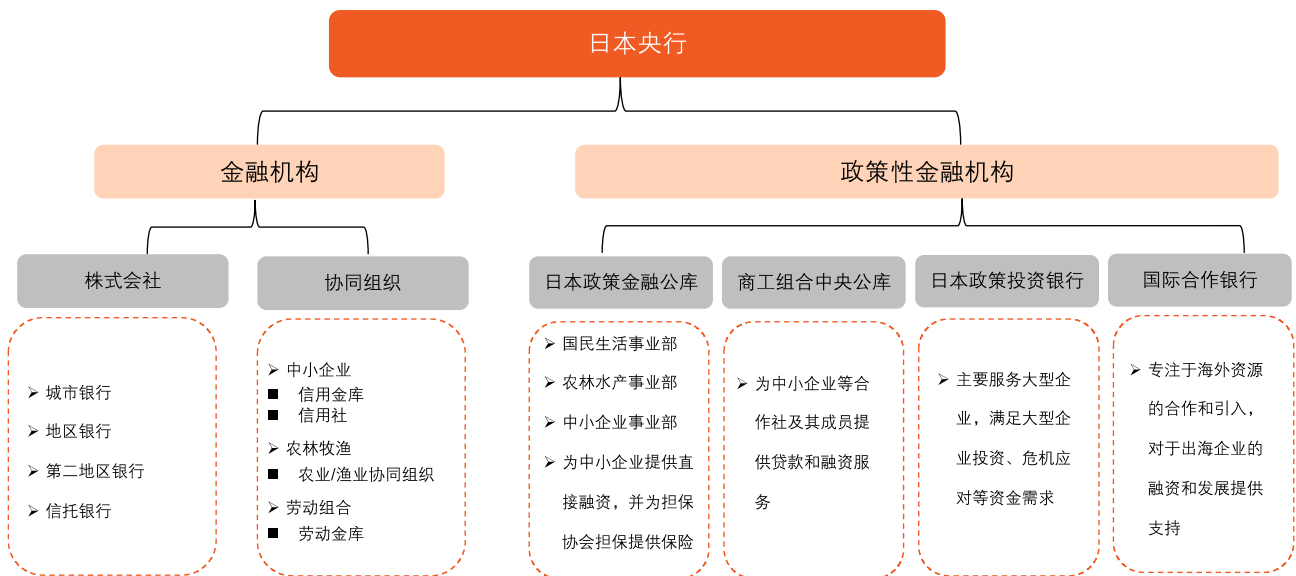 日本央行
金融机构
政策性金融机构
株式会社
协同组织
日本政策金融公库
商工组合中央公库
日本政策投资银行
国际合作银行
➢ 城市银行
➢ 地区银行
➢ 第二地区银行
➢ 信托银行
➢ 中小企业
■ 信用金库
■ 信用社
➢ 农林牧渔
■ 农业/渔业协同组织
➢ 劳动组合
■ 劳动金库
➢ 国民生活事业部
➢ 农林水产事业部
➢ 中小企业事业部
➢ 为中小企业提供直
接融资，并为担保
协会担保提供保险
➢ 为中小企业等合
作社及其成员提
供贷款和融资服
务
➢ 主要服务大型企
业，满足大型企
业投资、危机应
对等资金需求
➢ 专注于海外资源
的合作和引入，
对于出海企业的
融资和发展提供
支持